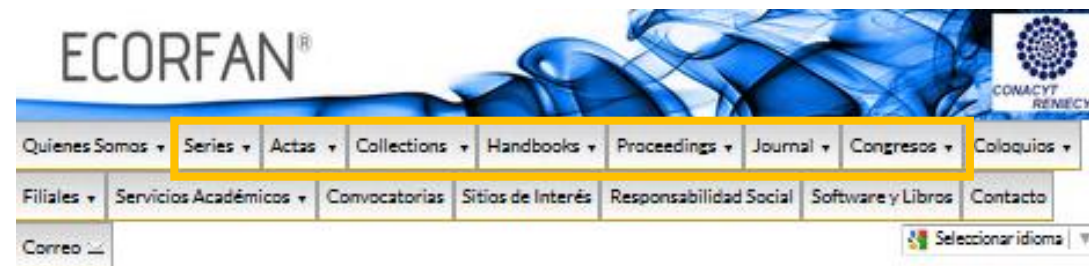 ECORFAN®
CONACYT
RENIECY
Quienes Somos Series Actas Collections Handbooks Proceedings Journal Congresos Coloquios
Filiales Servicios Académicos Convocatorias Sitios de Interés Responsabilidad Social Software y Libros Contacto
Correo Seleccionar idioma